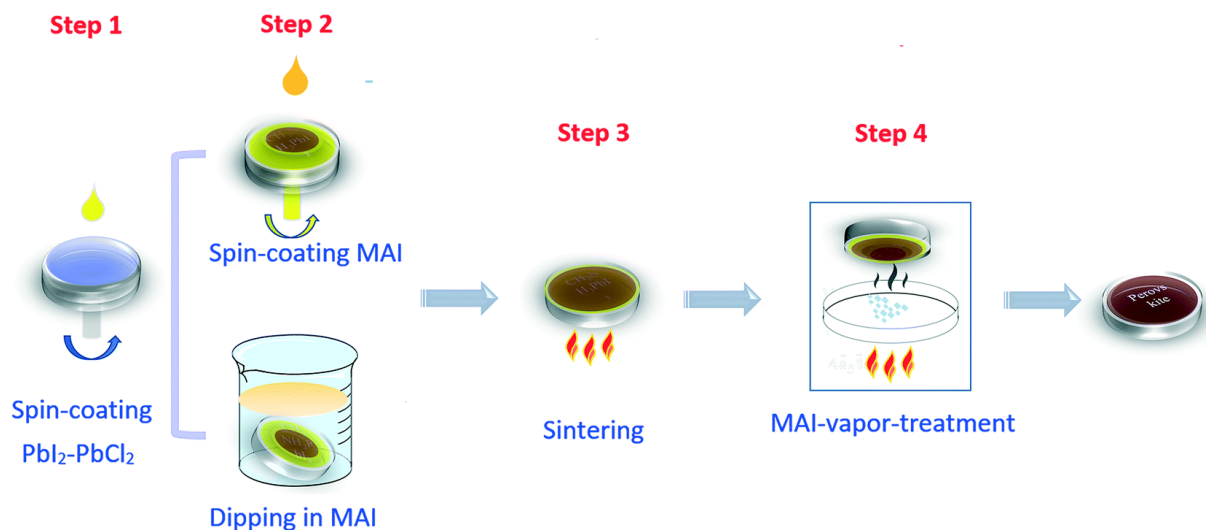 Step 1
Step 2
Spin-coating MAI
Step 3
Step 4
Spin-coating
PbI₂-PbCl₂
Dipping in MAI
Sintering
MAI-vapor-treatment
Perovs
kite